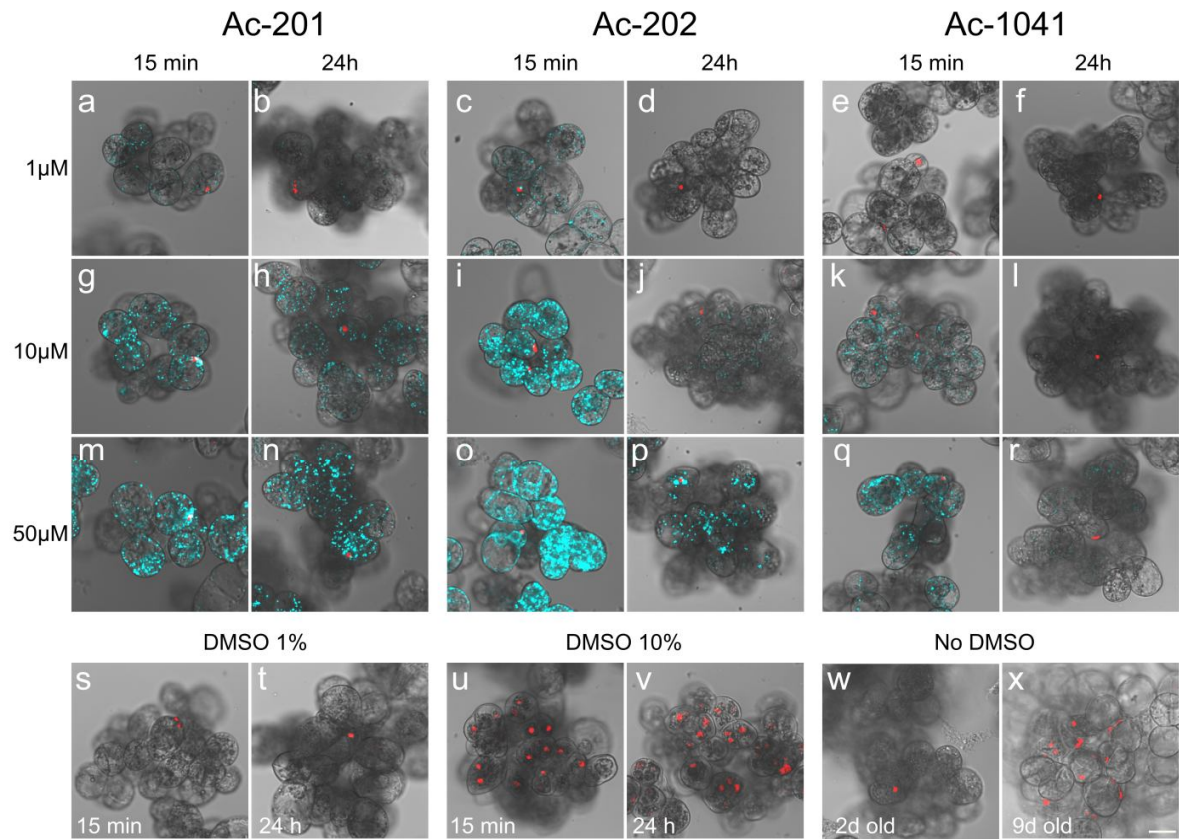 Ac-201 Ac-202 Ac-1041
15 min 24h 15 min 24h 15 min 24h
a b c d e f
1µM
g h i j k l
10µM
m n o p q r
50µM
DMSO 1% DMSO 10% No DMSO
s t u v w x
15 min 24 h 15 min 24 h 2d old 9d old